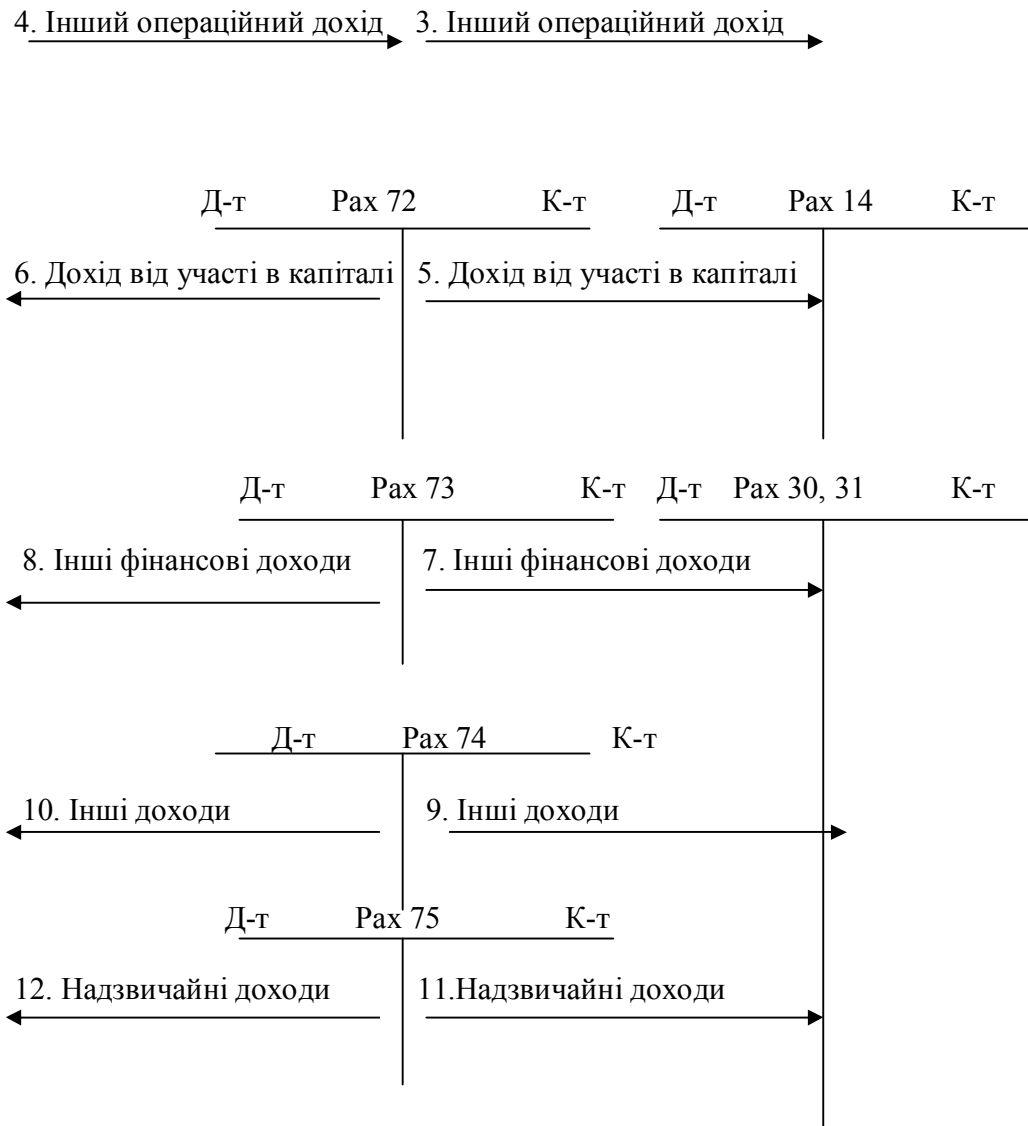 4. Інший операційний дохід 3. Інший операційний дохід
Д-т Рах 72 К-т Д-т Рах 14 К-т
6. Дохід від участі в капіталі 5. Дохід від участі в капіталі
Д-т Рах 73 К-т Д-т Рах 30, 31 К-т
8. Інші фінансові доходи 7. Інші фінансові доходи
Д-т Рах 74 К-т
10. Інші доходи 9. Інші доходи
Д-т Рах 75 К-т
12. Надзвичайні доходи 11.Надзвичайні доходи